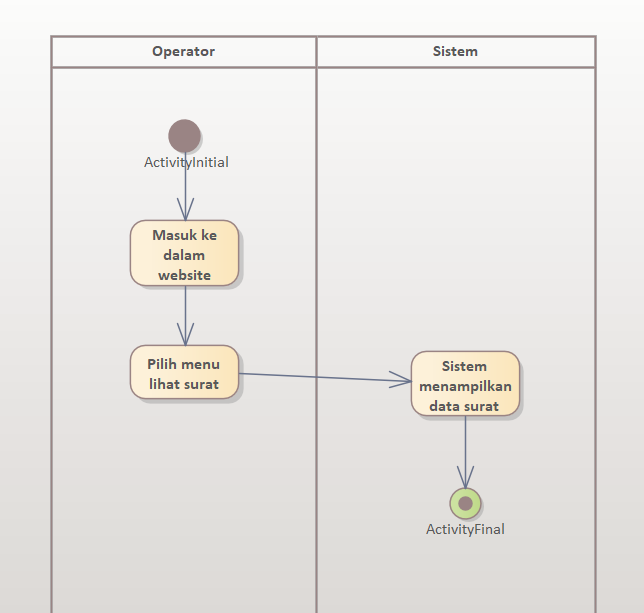 Operator
Sistem
ActivityInitial
Masuk ke
dalam
website
Pilih menu
lihat surat
Sistem
menampilkan
data surat
ActivityFinal